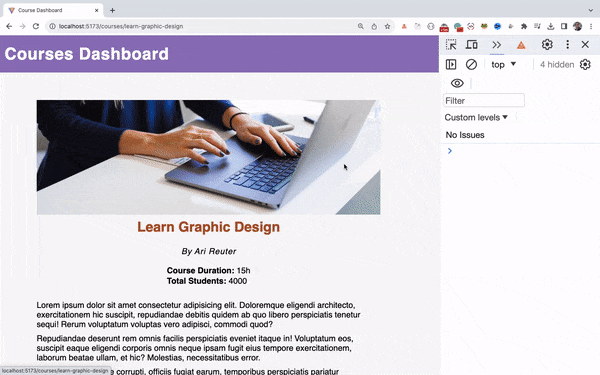 Course Dashboard
localhost:5173/courses/learn-graphic-design
Courses Dashboard
top
4 hidden
Filter
Custom levels
No Issues
Learn Graphic Design
By Ari Reuter
Course Duration: 15h
Total Students: 4000
Lorem ipsum dolor sit amet consectetur adipisicing elit. Doloremque eligendi architecto,
exercitationem hic suscipit, repudiandae debitis quidem ab quo libero perspiciatis tenetur
sequi! Rerum voluptatum voluptas vero adipisci, commodi quod?
Repudiandae deserunt rem omnis facilis perspiciatis eveniet itaque in! Voluptatum eos,
suscipit eaque eligendi corporis omnis neque ipsam fugit eius tempore exercitationem,
laborum beatae ullam, et hic? Molestias, necessitatibus error.
corrupti, officiis fugiat earum, temporibus perspiciatis pariatur
localhost:5173/courses/learn-graphic-design